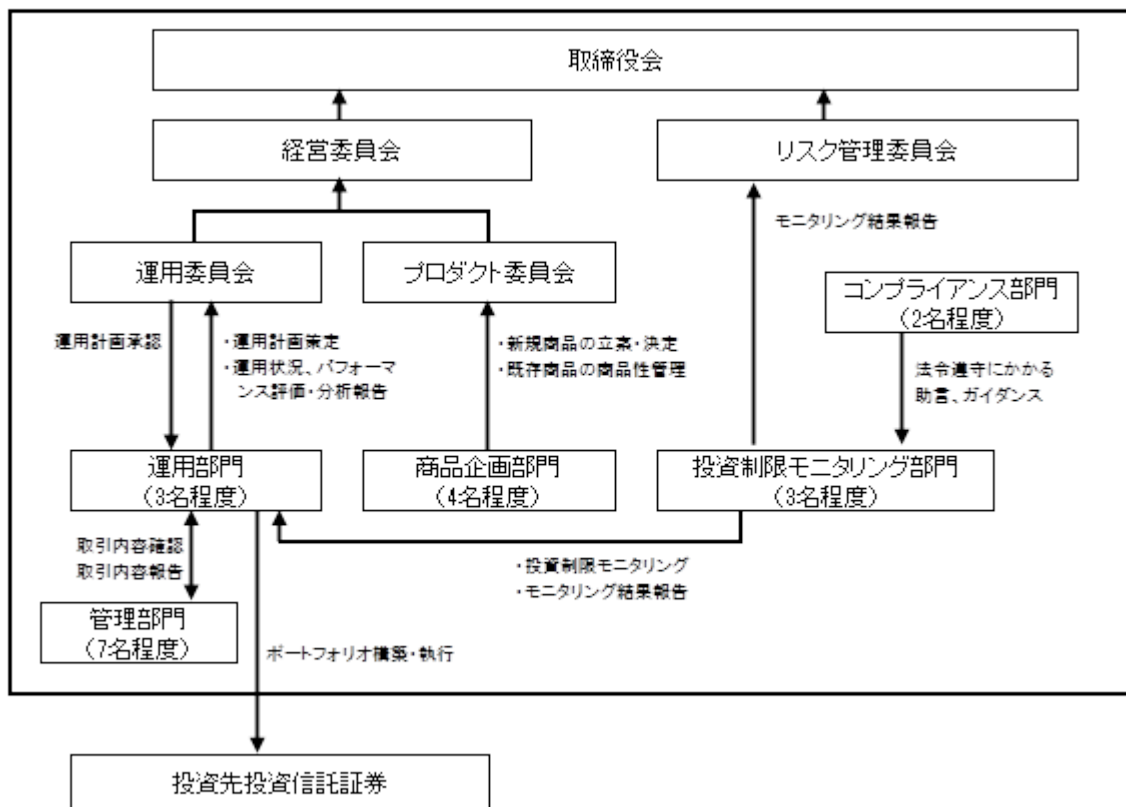 取締役会
経営委員会
リスク管理委員会
モニタリング結果報告
運用委員会
プロダクト委員会
コンプライアンス部門
(2名程度)
運用計画承認
・運用計画策定
・運用状況、パフォーマ
ンス評価・分析報告
・新規商品の立案・決定
・既存商品の商品性管理
法令遵守にかかる
助言、ガイダンス
運用部門
(3名程度)
商品企画部門
(4名程度)
投資制限モニタリング部門
(3名程度)
取引内容確認
取引内容報告
・投資制限モニタリング
・モニタリング結果報告
管理部門
(7名程度)
ポートフォリオ構築・執行
投資先投資信託証券